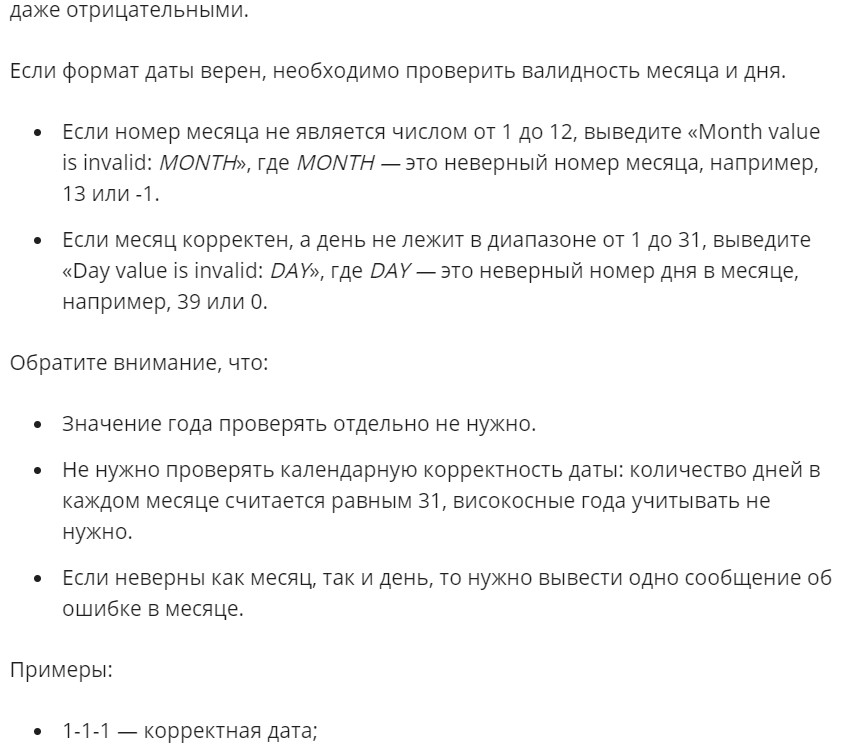 даже отрицательными.
Если формат даты верен, необходимо проверить валидность месяца и дня.
• Если номер месяца не является числом от 1 до 12, выведите «Month value
is invalid: MONTH», где MONTH — это неверный номер месяца, например,
13 или -1.
• Если месяц корректен, а день не лежит в диапазоне от 1 до 31, выведите
«Day value is invalid: DAY», где DAY — это неверный номер дня в месяце,
например, 39 или 0.
Обратите внимание, что:
• Значение года проверять отдельно не нужно.
• Не нужно проверять календарную корректность даты: количество дней в
каждом месяце считается равным 31, високосные года учитывать не
нужно.
• Если неверны как месяц, так и день, то нужно вывести одно сообщение об
ошибке в месяце.
Примеры:
• 1-1-1 — корректная дата;